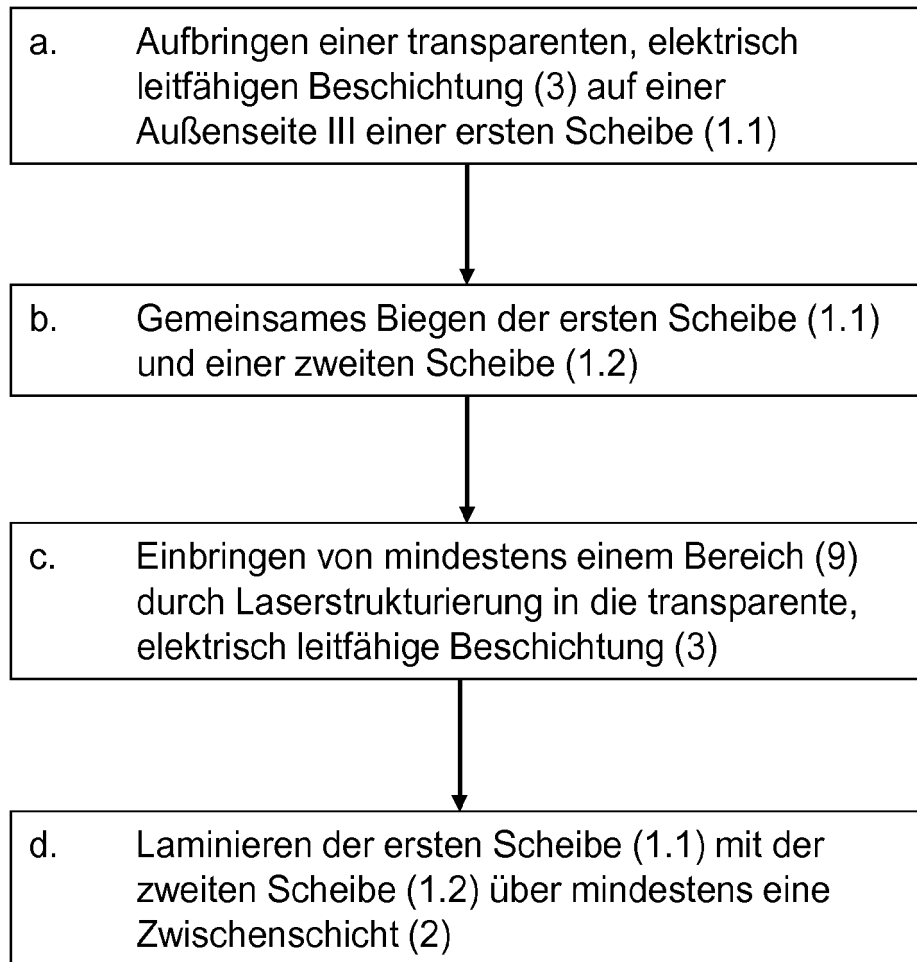 a. Aufbringen einer transparenten, elektrisch
leitfähigen Beschichtung (3) auf einer
Außenseite III einer ersten Scheibe (1.1)
b. Gemeinsames Biegen der ersten Scheibe (1.1)
und einer zweiten Scheibe (1.2)
c. Einbringen von mindestens einem Bereich (9)
durch Laserstrukturierung in die transparente,
elektrisch leitfähige Beschichtung (3)
d. Laminieren der ersten Scheibe (1.1) mit der
zweiten Scheibe (1.2) über mindestens eine
Zwischenschicht (2)